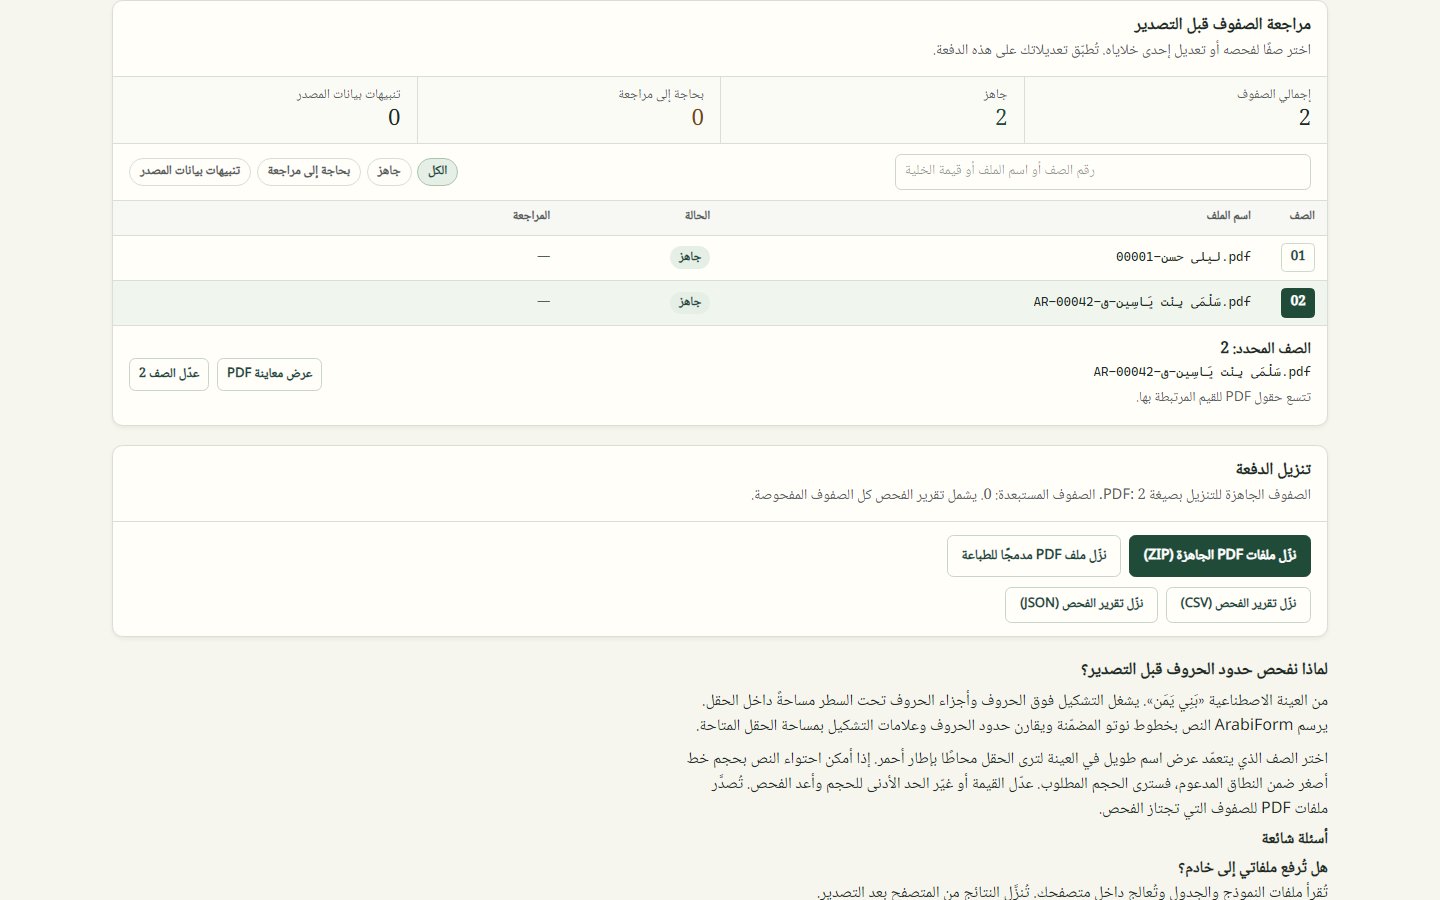 مراجعة الصفوف قبل التصدير
اختر صفًا لفحصه أو تعديل إحدى خلاياه. تُطبّق تعديلاتك على هذه الدفعة.
إجمالي الصفوف
2
جاهز
2
بحاجة إلى مراجعة
0
تنبيهات بيانات المصدر
0
رقم الصف أو اسم الملف أو قيمة الخلية
الكل
جاهز
بحاجة إلى مراجعة
تنبيهات بيانات المصدر
الصف اسم الملف الحالة المراجعة
01 ليلى حسن-00001.pdf جاهز —
02 سَلْمَى بِنْت يَاسِين-ق-AR-00042.pdf جاهز —
الصف المحدد: 2
سَلْمَى بِنْت يَاسِين-ق-AR-00042.pdf
تتسع حقول PDF للقيم المرتبطة بها.
عرض معاينة PDF
عدّل الصف 2
تنزيل الدفعة
الصفوف الجاهزة للتنزيل بصيغة PDF: 2. الصفوف المستبعدة: 0. يشمل تقرير الفحص كل الصفوف المفحوصة.
نزّل ملفات PDF الجاهزة (ZIP)
نزّل ملف PDF مدمجًا للطباعة
نزّل تقرير الفحص (CSV)
نزّل تقرير الفحص (JSON)
لماذا نفحص حدود الحروف قبل التصدير؟
من العينة الاصطناعية «بَنِي يَمَن». يشغل التشكيل فوق الحروف وأجزاء الحروف تحت السطر مساحةً داخل الحقل.
يرسم ArabiForm النص بخطوط نوتو المضمّنة ويقارن حدود الحروف وعلامات التشكيل بمساحة الحقل المتاحة.
اختر الصف الذي يتعمّد عرض اسم طويل في العينة لترى الحقل محاطًا بإطار أحمر. إذا أمكن احتواء النص بحجم خط
أصغر ضمن النطاق المدعوم، فسترى الحجم المطلوب. عدّل القيمة أو غيّر الحد الأدنى للحجم وأعد الفحص. تُصدَّر
ملفات PDF للصفوف التي تجتاز الفحص.
أسئلة شائعة
هل تُرفع ملفاتي إلى خادم؟
تُقرأ ملفات النموذج والجدول وتُعالج داخل متصفحك. تُنزَّل النتائج من المتصفح بعد التصدير.